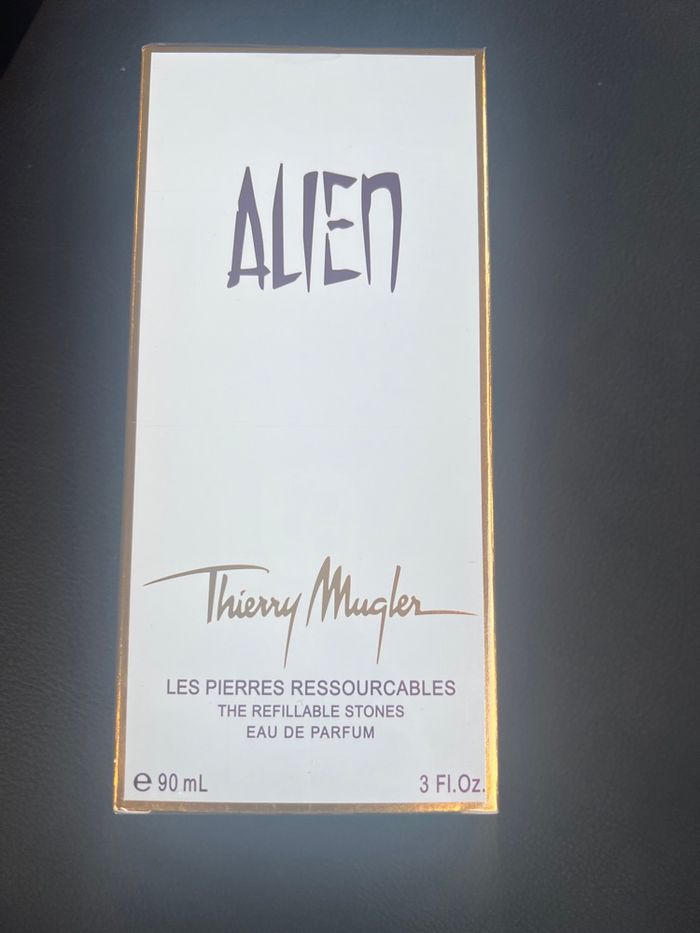 ALIEN
Thierry Mugler
LES PIERRES RESSOURCABLES
THE REFILLABLE STONES
EAU DE PARFUM
℮ 90 mL
3 Fl.Oz.